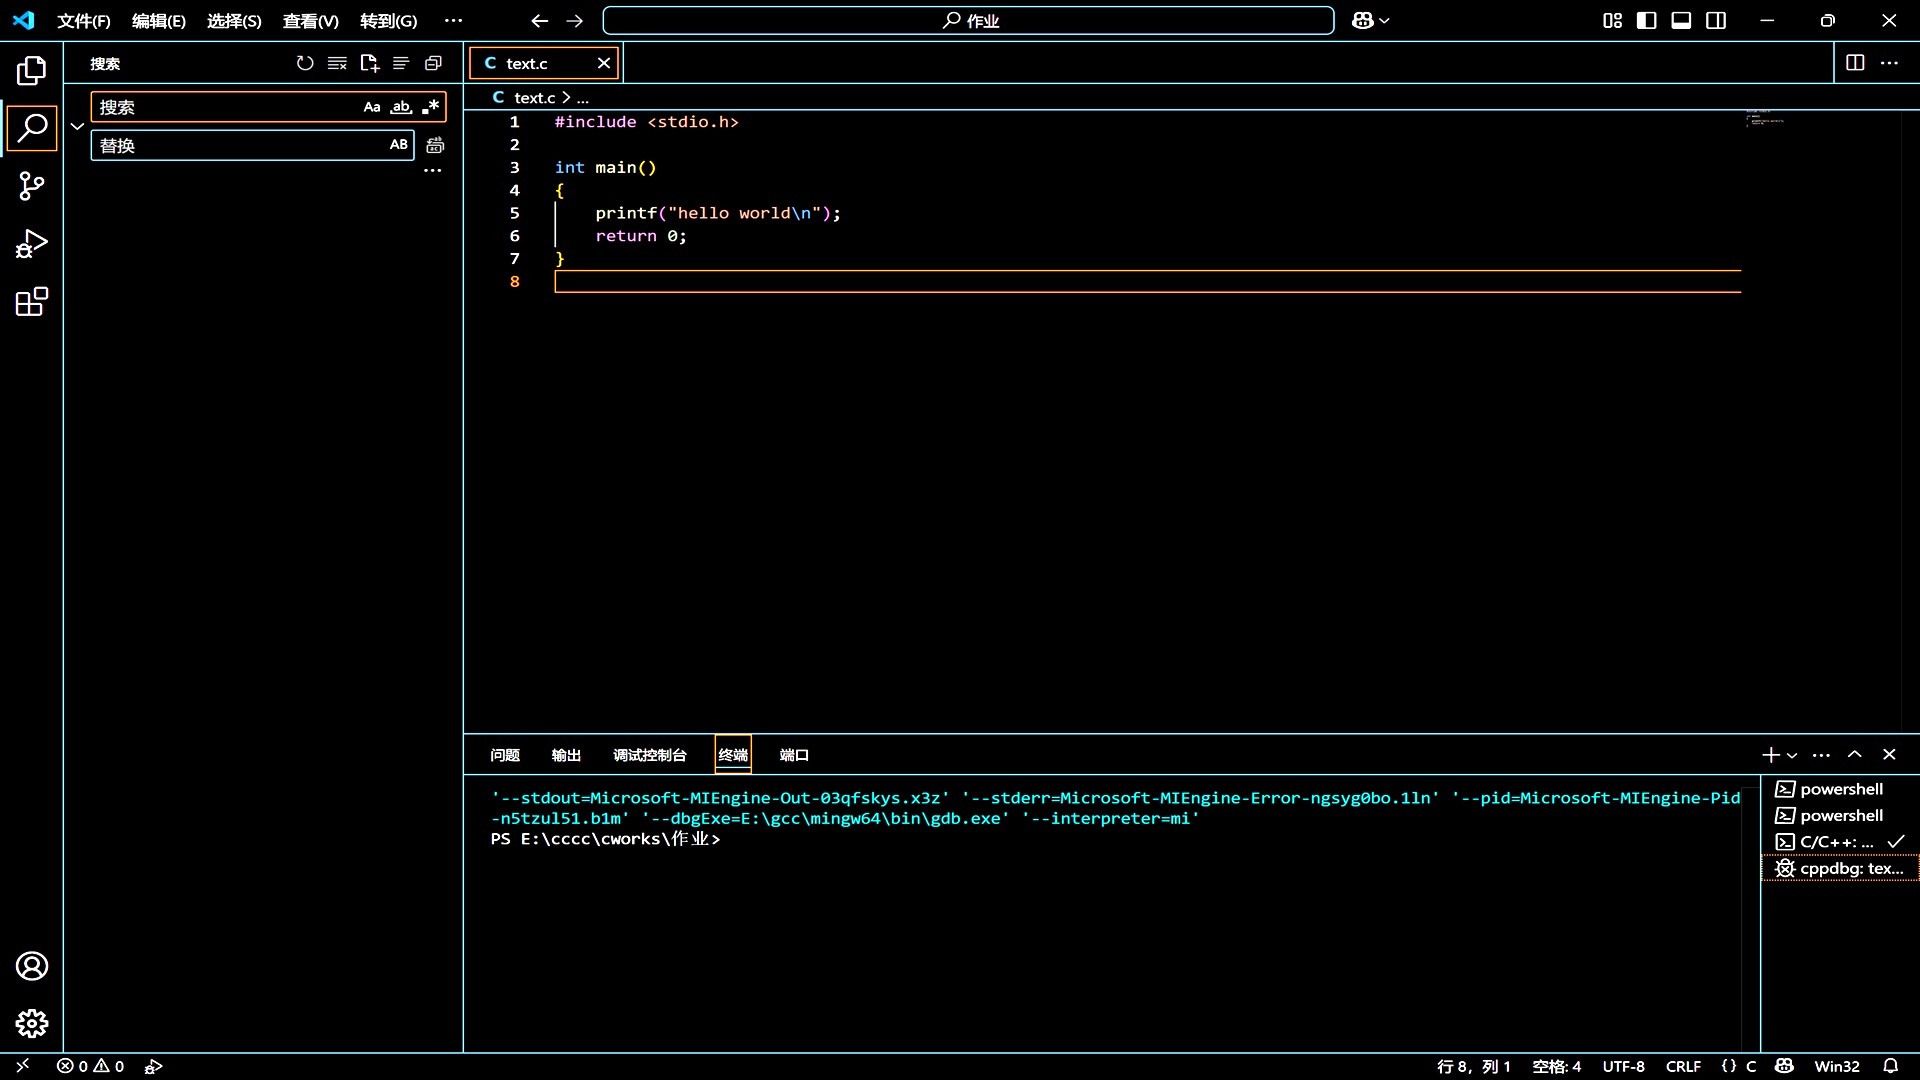 文件(F) 编辑(E) 选择(S) 查看(V) 转到(G) ··· 作业
搜索
搜索 Aa ab .*
替换 AB
···
C text.c
C text.c > ...
1 #include <stdio.h>
2
3 int main()
4 {
5     printf("hello world\n");
6     return 0;
7 }
8
问题 输出 调试控制台 终端 端口
'--stdout=Microsoft-MIEngine-Out-03qfskys.x3z' '--stderr=Microsoft-MIEngine-Error-ngsyg0bo.1ln' '--pid=Microsoft-MIEngine-Pid
-n5tzul51.b1m' '--dbgExe=E:\gcc\mingw64\bin\gdb.exe' '--interpreter=mi'
PS E:\cccc\cworks\作业>
powershell
powershell
C/C++: ...
cppdbg: tex...
0 0 行 8, 列 1 空格: 4 UTF-8 CRLF {} C Win32